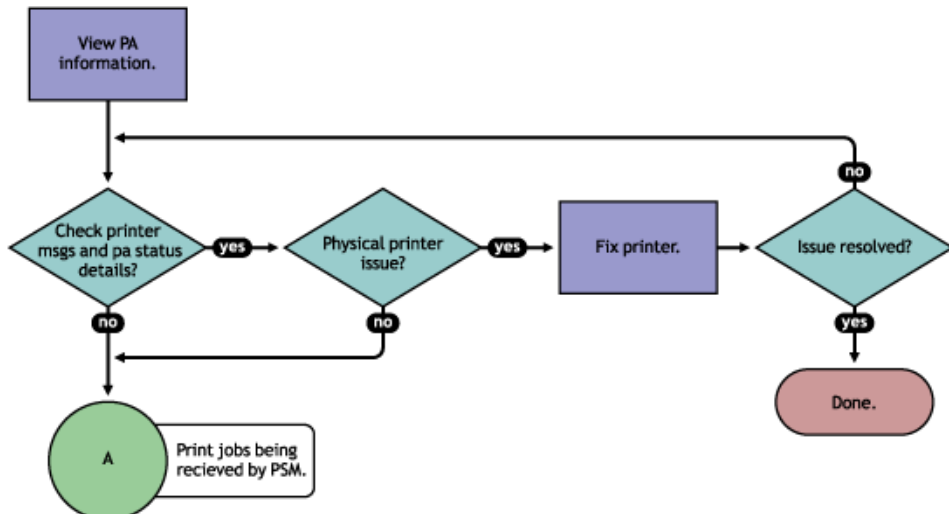 View PA
information.
no
Check printer
msgs and pa status
details?
yes
Physical printer
issue?
yes
Fix printer.
Issue resolved?
no
no
yes
Done.
A
Print jobs being
recieved by PSM.